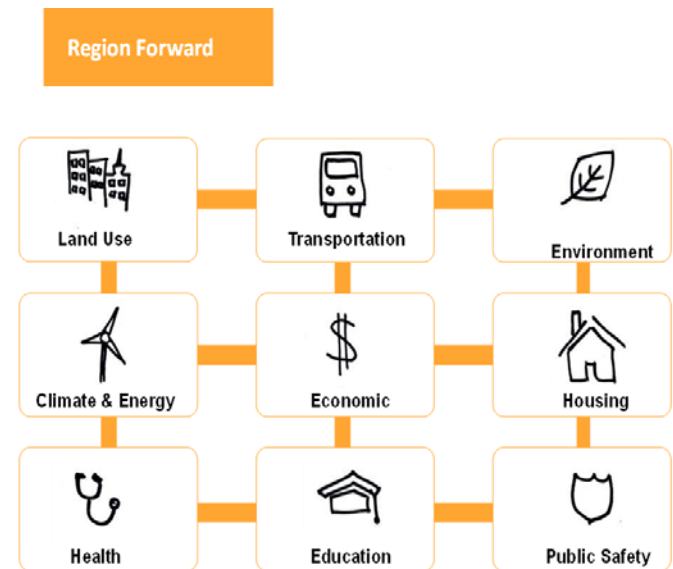 Region Forward
Land Use
Transportation
Environment
Climate & Energy
Economic
Housing
Health
Education
Public Safety